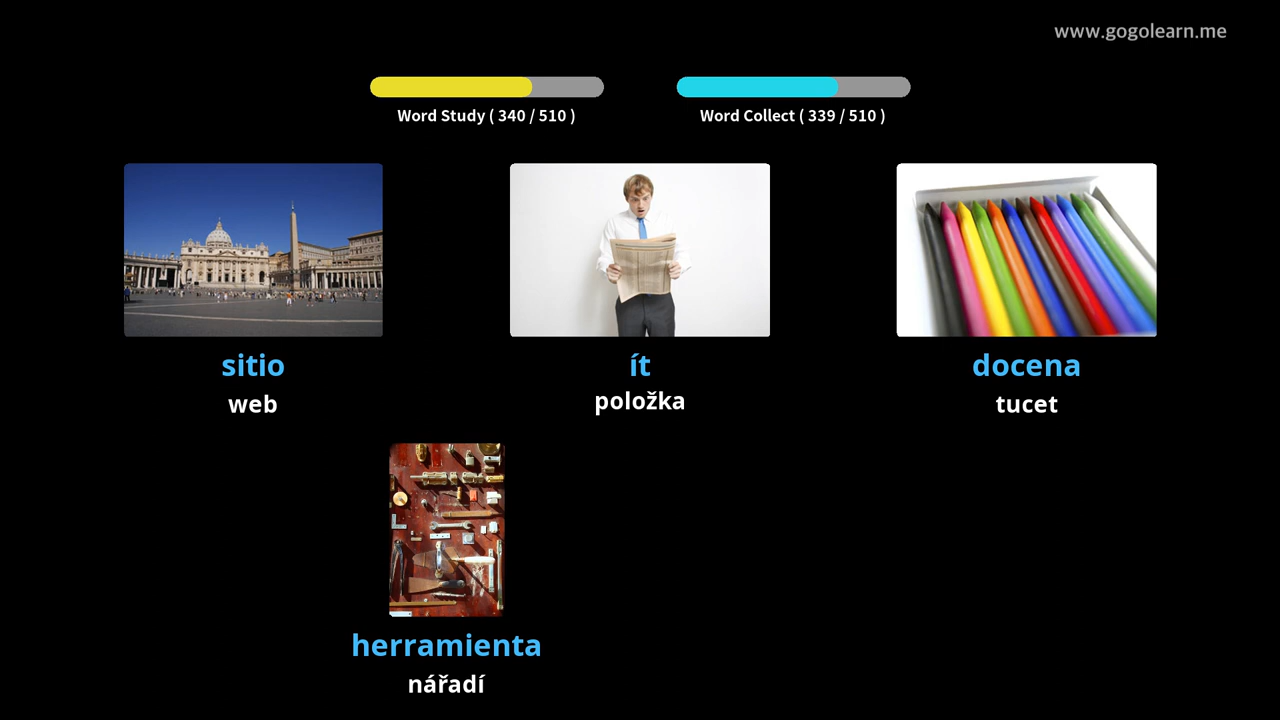 www.gogolearn.me
Word Study ( 340 / 510 )
Word Collect ( 339 / 510 )
sitio
web
ít
položka
docena
tucet
herramienta
nářadí